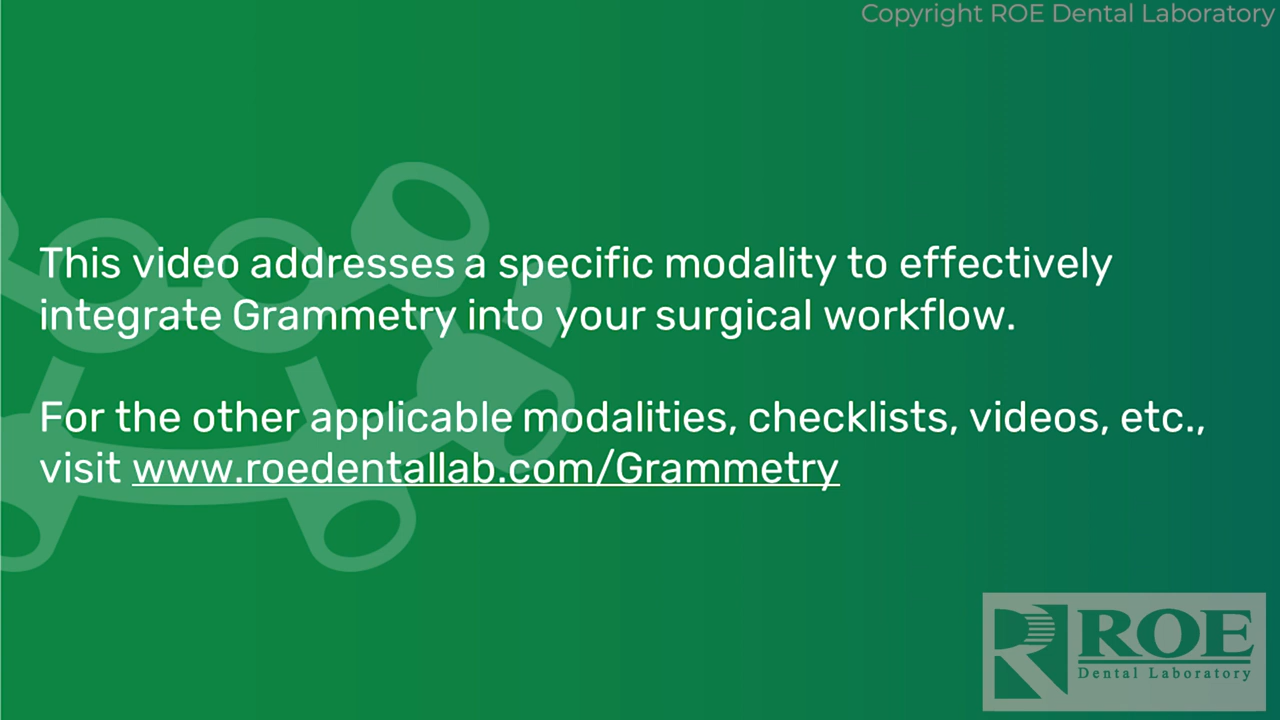 Copyright ROE Dental Laboratory
This video addresses a specific modality to effectively
integrate Grammetry into your surgical workflow.
For the other applicable modalities, checklists, videos, etc.,
visit www.roedentallab.com/Grammetry
ROE
Dental Laboratory